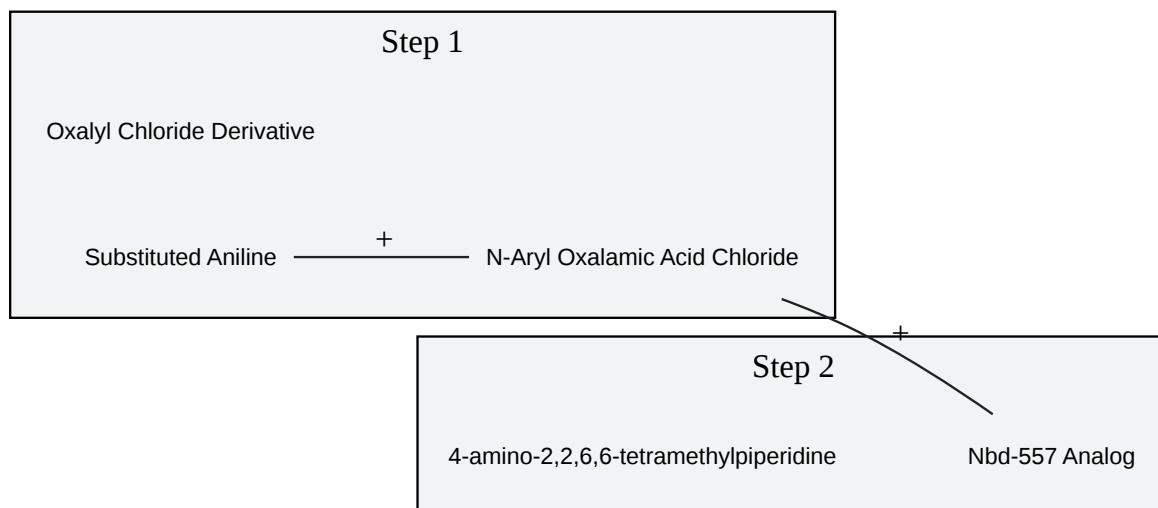 Step 1
Oxalyl Chloride Derivative
Substituted Aniline
+
N-Aryl Oxalamic Acid Chloride
+
Step 2
4-amino-2,2,6,6-tetramethylpiperidine
Nbd-557 Analog